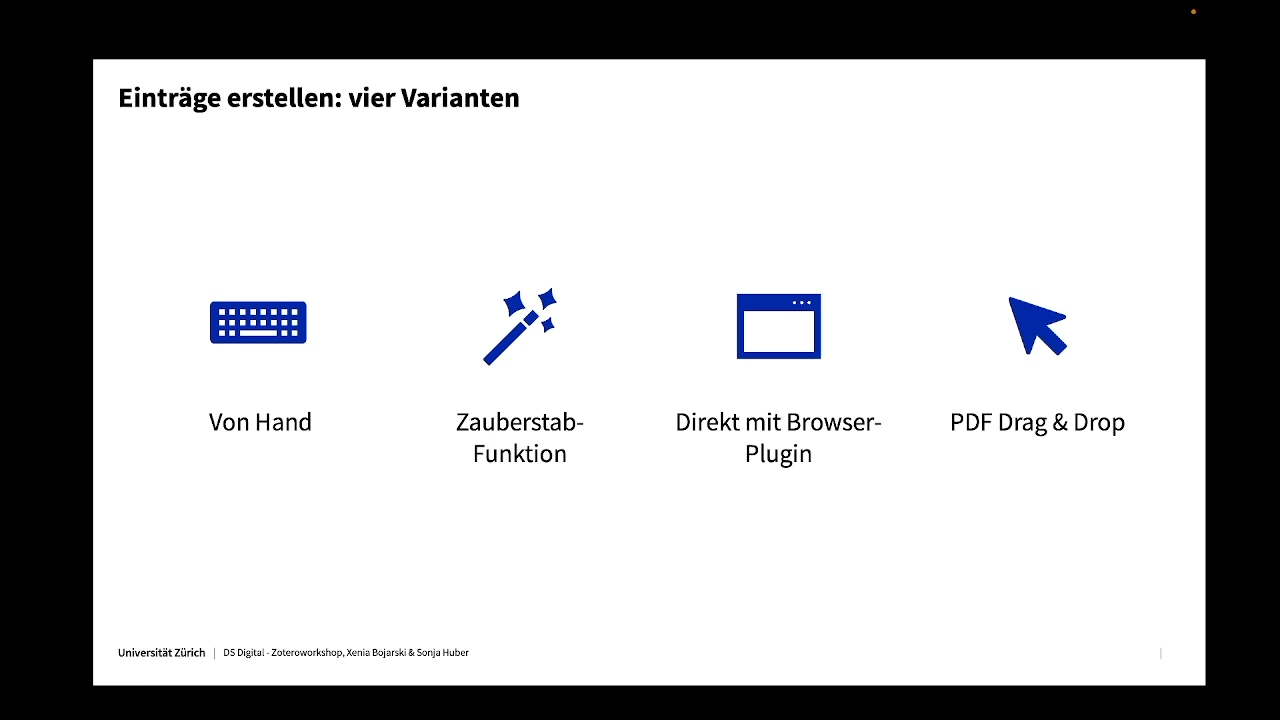 Einträge erstellen: vier Varianten
Von Hand
Zauberstab-
Funktion
Direkt mit Browser-
Plugin
PDF Drag & Drop
Universität Zürich | DS Digital - Zoteroworkshop, Xenia Bojarski & Sonja Huber |